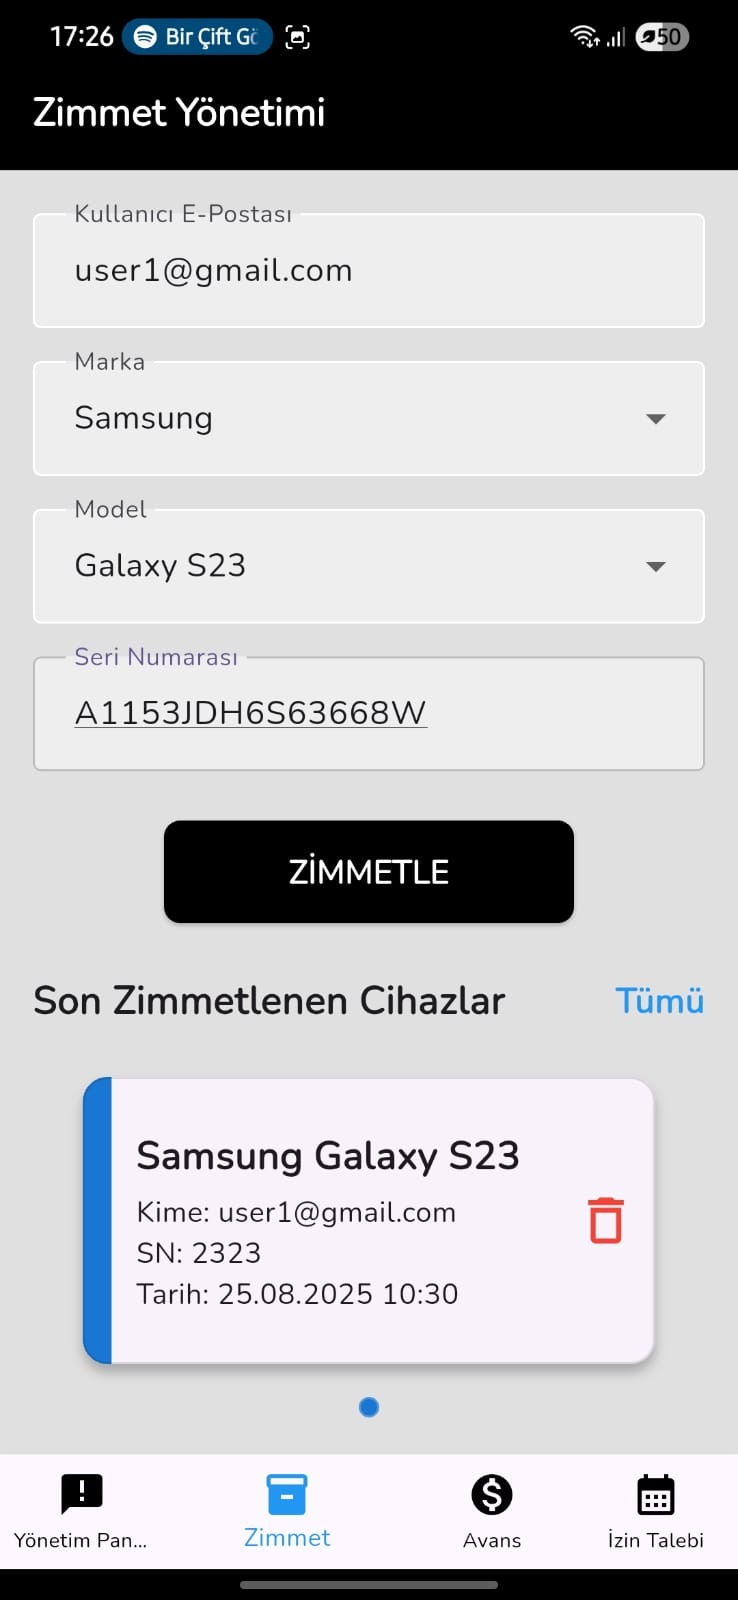 17:26 Bir Çift Gö 50
Zimmet Yönetimi
Kullanıcı E-Postası
user1@gmail.com
Marka
Samsung
Model
Galaxy S23
Seri Numarası
A1153JDH6S63668W
ZİMMETLE
Son Zimmetlenen Cihazlar Tümü
Samsung Galaxy S23
Kime: user1@gmail.com
SN: 2323
Tarih: 25.08.2025 10:30
Yönetim Pan... Zimmet Avans İzin Talebi